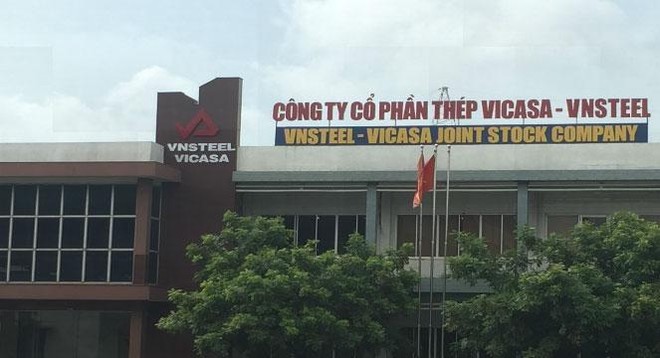 CÔNG TY CỔ PHẦN THÉP VICASA - VNSTEEL
VNSTEEL - VICASA JOINT STOCK COMPANY
VNSTEEL
VICASA